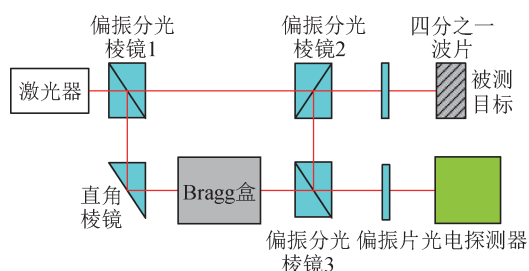 偏振分光
棱镜1
偏振分光
棱镜2
四分之一
波片
激光器
被测
目标
直角
棱镜
Bragg盒
偏振分光
棱镜3
偏振片
光电探测器